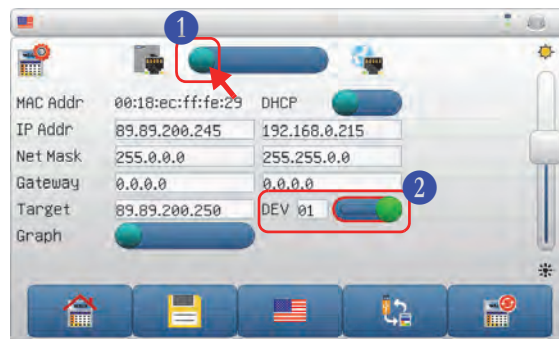 1
MAC Addr 00:18:ec:ff:fe:29 DHCP
IP Addr 89.89.200.245 192.168.0.215
Net Mask 255.0.0.0 255.255.0.0
Gateway 0.0.0.0 0.0.0.0
2
Target 89.89.200.250 DEV 01
Graph